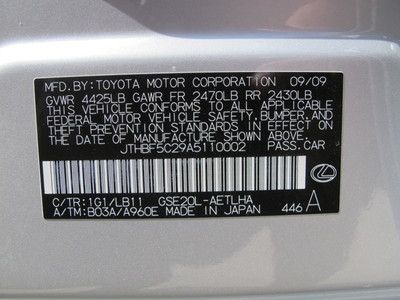 MFD.BY:TOYOTA MOTOR CORPORATION 09/09
GVWR 4425LB GAWR FR 2470LB RR 2430LB
THIS VEHICLE CONFORMS TO ALL APPLICABLE
FEDERAL MOTOR VEHICLE SAFETY, BUMPER,
AND THEFT PREVENTION STANDARDS IN EFFECT ON
THE DATE OF MANUFACTURE SHOWN ABOVE.
JTHBF5C29A5110002 PASS.CAR
C/TR:1G1/LB11 GSE20L-AETLHA
A/TM:B03A/A960E MADE IN JAPAN 446 A